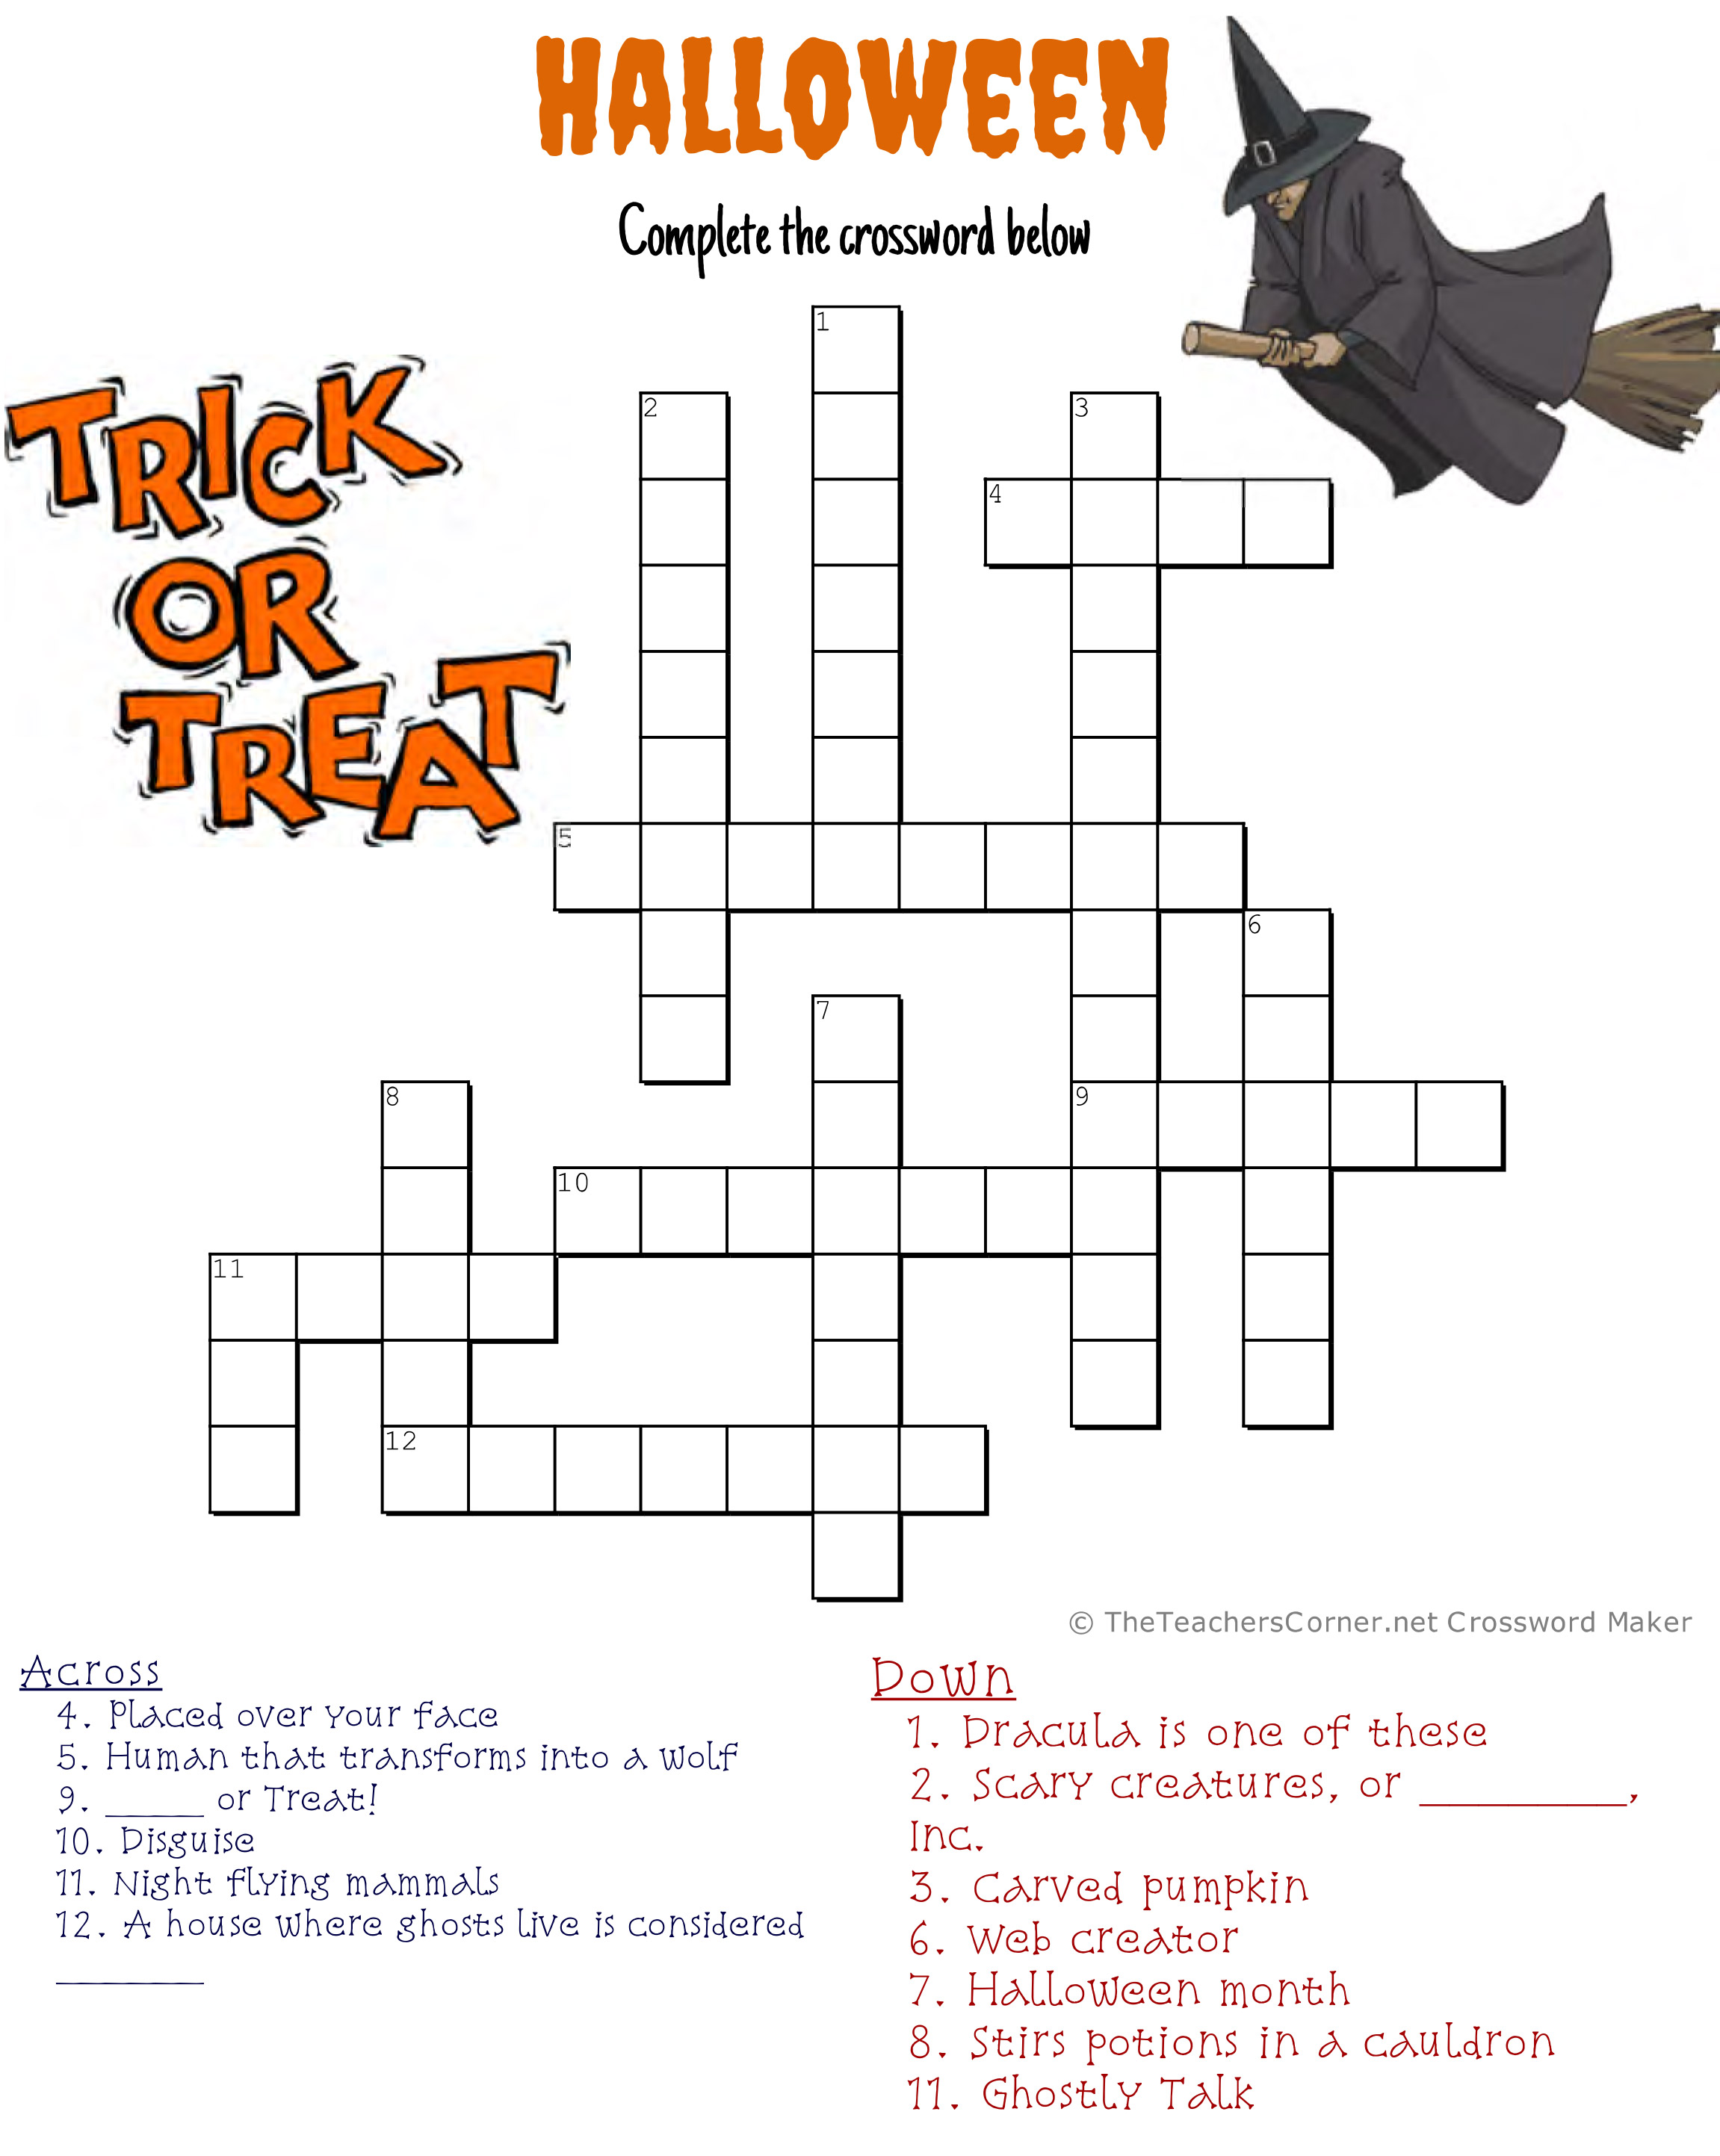 HALLOWEEN
Complete the crossword below
TRICK
OR
TREAT
1
2
3
4
5
6
7
8
9
10
11
12
© TheTeachersCorner.net Crossword Maker
Across
4. Placed over your face
5. Human that transforms into a wolf
9. _____ or Treat!
10. Disguise
11. Night flying mammals
12. A house where ghosts live is considered
_______
Down
1. Dracula is one of these
2. Scary creatures, or ________,
Inc.
3. Carved pumpkin
6. Web creator
7. Halloween month
8. Stirs potions in a cauldron
11. Ghostly Talk